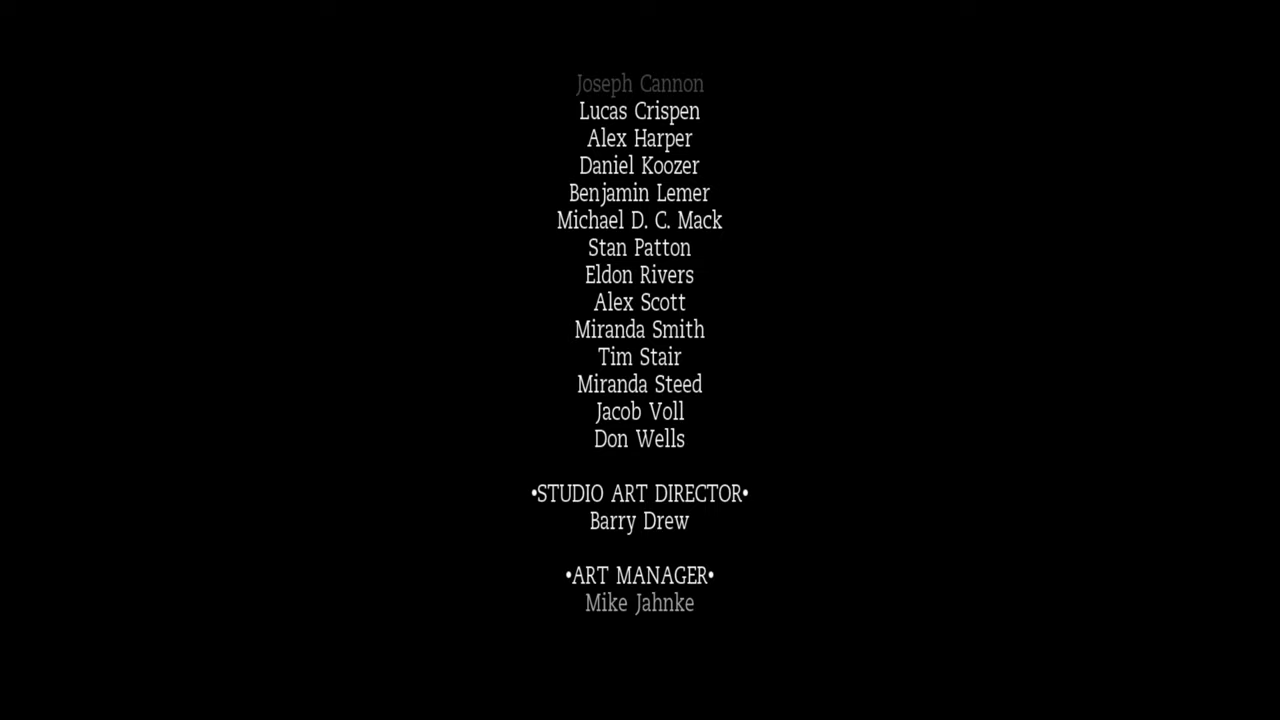 Joseph Cannon
Lucas Crispen
Alex Harper
Daniel Koozer
Benjamin Lemer
Michael D. C. Mack
Stan Patton
Eldon Rivers
Alex Scott
Miranda Smith
Tim Stair
Miranda Steed
Jacob Voll
Don Wells
•STUDIO ART DIRECTOR•
Barry Drew
•ART MANAGER•
Mike Jahnke